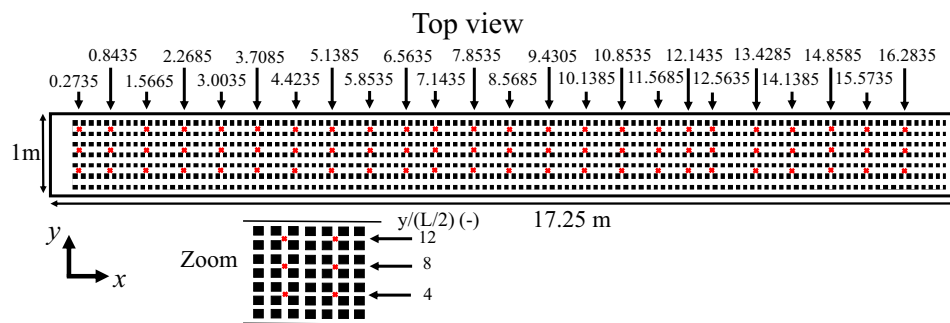 Top view
0.8435 2.2685 3.7085 5.1385 6.5635 7.8535 9.4305 10.8535 12.1435 13.4285 14.8585 16.2835
0.2735 1.5665 3.0035 4.4235 5.8535 7.1435 8.5685 10.1385 11.5685 12.5635 14.1385 15.5735
1m
y/(L/2) (-) 17.25 m
y 12
Zoom 8
x 4